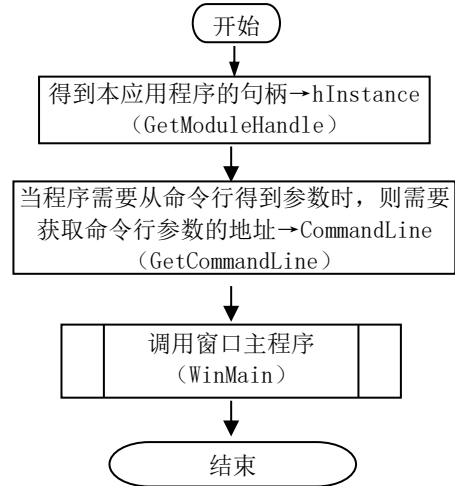 开始
得到本应用程序的句柄→hInstance
（GetModuleHandle）
当程序需要从命令行得到参数时，则需要
获取命令行参数的地址→CommandLine
（GetCommandLine）
调用窗口主程序
（WinMain）
结束